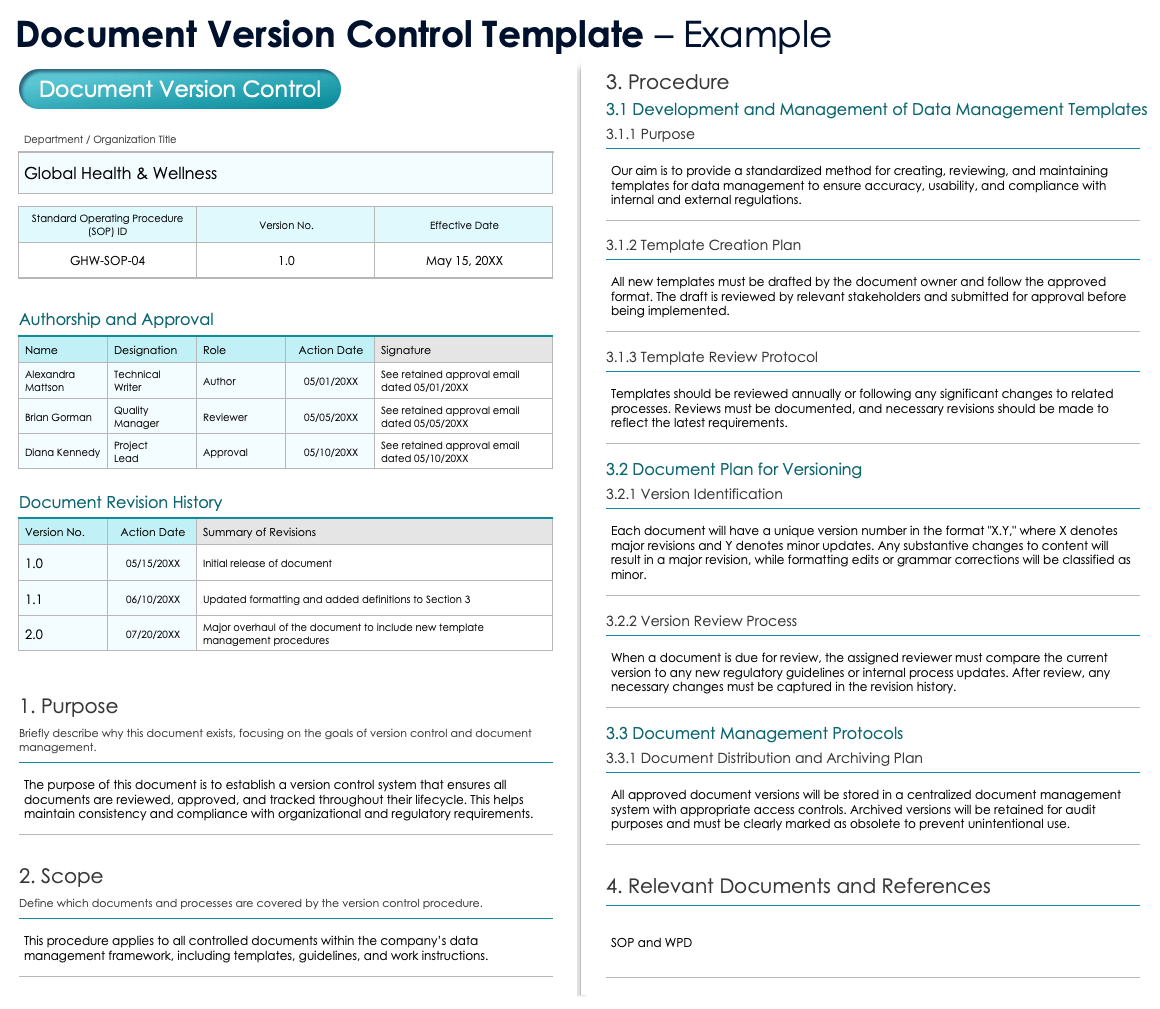 Document Version Control Template – Example
Document Version Control
Department / Organization Title
Global Health & Wellness
Standard Operating Procedure
(SOP) ID
Version No.
Effective Date
GHW-SOP-04
1.0
May 15, 20XX
Authorship and Approval
Name
Designation
Role
Action Date
Signature
Alexandra
Mattson
Technical
Writer
Author
05/01/20XX
See retained approval email
dated 05/01/20XX
Brian Gorman
Quality
Manager
Reviewer
05/05/20XX
See retained approval email
dated 05/05/20XX
Diana Kennedy
Project
Lead
Approval
05/10/20XX
See retained approval email
dated 05/10/20XX
Document Revision History
Version No.
Action Date
Summary of Revisions
1.0
05/15/20XX
Initial release of document
1.1
06/10/20XX
Updated formatting and added definitions to Section 3
2.0
07/20/20XX
Major overhaul of the document to include new template
management procedures
1. Purpose
Briefly describe why this document exists, focusing on the goals of version control and document
management.
The purpose of this document is to establish a version control system that ensures all
documents are reviewed, approved, and tracked throughout their lifecycle. This helps
maintain consistency and compliance with organizational and regulatory requirements.
2. Scope
Define which documents and processes are covered by the version control procedure.
This procedure applies to all controlled documents within the company's data
management framework, including templates, guidelines, and work instructions.
3. Procedure
3.1 Development and Management of Data Management Templates
3.1.1 Purpose
Our aim is to provide a standardized method for creating, reviewing, and maintaining
templates for data management to ensure accuracy, usability, and compliance with
internal and external regulations.
3.1.2 Template Creation Plan
All new templates must be drafted by the document owner and follow the approved
format. The draft is reviewed by relevant stakeholders and submitted for approval before
being implemented.
3.1.3 Template Review Protocol
Templates should be reviewed annually or following any significant changes to related
processes. Reviews must be documented, and necessary revisions should be made to
reflect the latest requirements.
3.2 Document Plan for Versioning
3.2.1 Version Identification
Each document will have a unique version number in the format "X.Y," where X denotes
major revisions and Y denotes minor updates. Any substantive changes to content will
result in a major revision, while formatting edits or grammar corrections will be classified as
minor.
3.2.2 Version Review Process
When a document is due for review, the assigned reviewer must compare the current
version to any new regulatory guidelines or internal process updates. After review, any
necessary changes must be captured in the revision history.
3.3 Document Management Protocols
3.3.1 Document Distribution and Archiving Plan
All approved document versions will be stored in a centralized document management
system with appropriate access controls. Archived versions will be retained for audit
purposes and must be clearly marked as obsolete to prevent unintentional use.
4. Relevant Documents and References
SOP and WPD